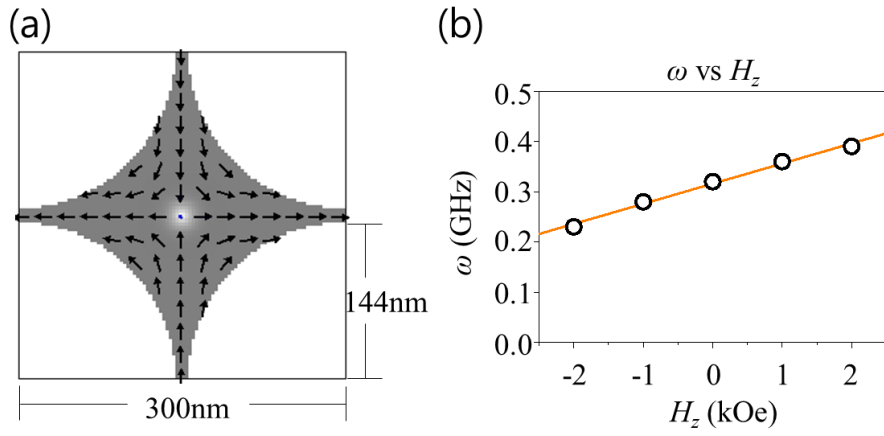 (a)
144nm
300nm
(b)
ω vs Hz
0.5
0.4
0.3
0.2
0.1
0.0
ω (GHz)
-2 -1 0 1 2
Hz (kOe)